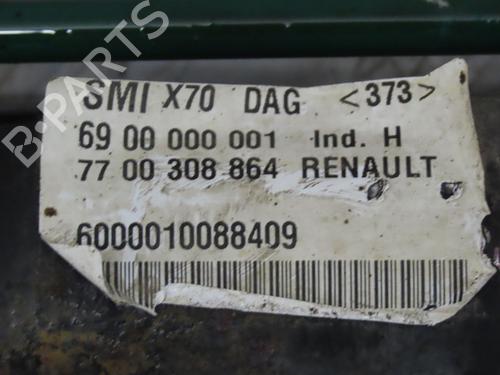 SMI X70 DAG <373>
69 00 000 001 Ind. H
77 00 308 864 RENAULT
6000010088409
B-PARTS